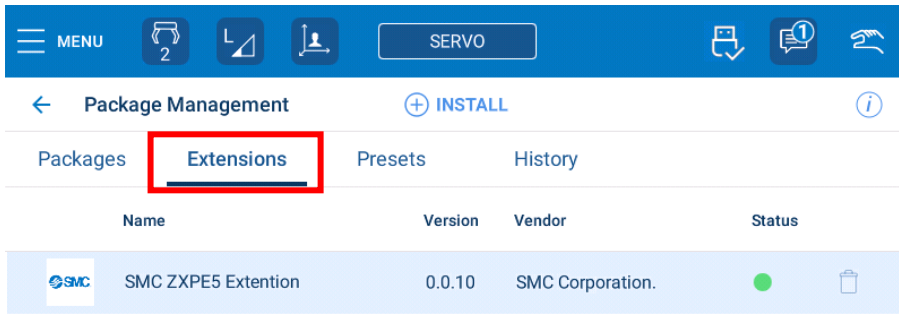 MENU 2 L SERVO 1
Package Management INSTALL i
Packages Extensions Presets History
Name Version Vendor Status
SMC SMC ZXPE5 Extention 0.0.10 SMC Corporation.